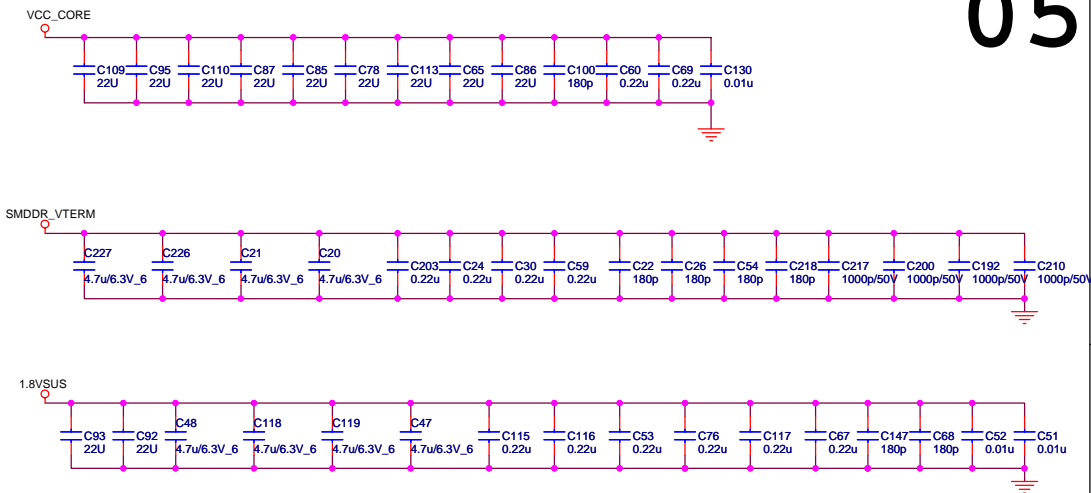 05
VCC_CORE
C109 C95 C110 C87 C85 C78 C113 C65 C86 C100 C60 C69 C130
22U 22U 22U 22U 22U 22U 22U 22U 22U 180p 0.22u 0.22u 0.01u
SMDDR_VTERM
C227 C226 C21 C20
C203 C24 C30 C59 C22 C26 C54 C218 C217 C200 C192 C210
4.7u/6.3V_6 4.7u/6.3V_6 4.7u/6.3V_6 4.7u/6.3V_6 0.22u 0.22u 0.22u 0.22u 180p 180p 180p 180p 1000p/50V 1000p/50V 1000p/50V 1000p/50V
1.8VSUS
C48 C118 C119 C47
C93 C92 C115 C116 C53 C76 C117 C67 C147 C68 C52 C51
22U 22U 4.7u/6.3V_6 4.7u/6.3V_6 4.7u/6.3V_6 4.7u/6.3V_6 0.22u 0.22u 0.22u 0.22u 0.22u 0.22u 180p 180p 0.01u 0.01u